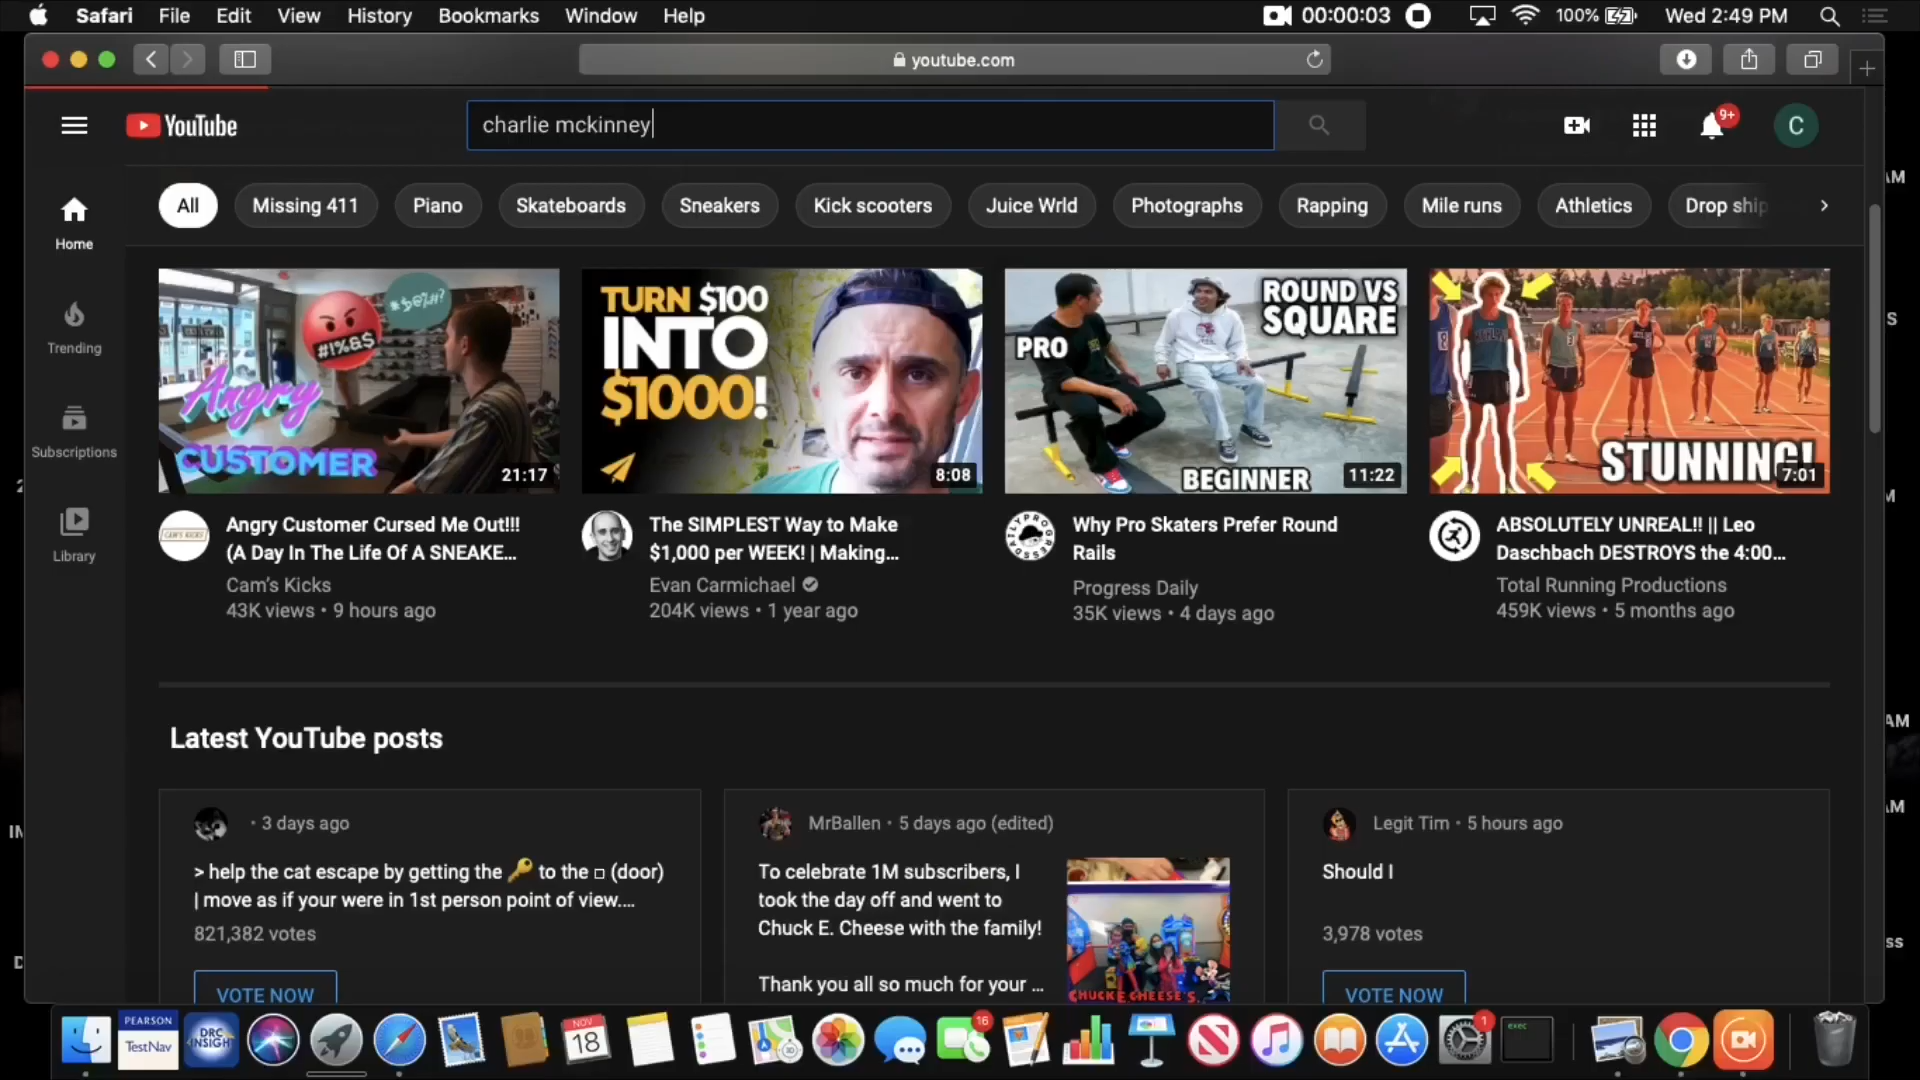 Safari File Edit View History Bookmarks Window Help 00:00:03 100% Wed 2:49 PM
youtube.com
YouTube charlie mckinney 9+ C
All Missing 411 Piano Skateboards Sneakers Kick scooters Juice Wrld Photographs Rapping Mile runs Athletics Drop ship
Home
Trending
Subscriptions
Library
#!%&$
Angry
CUSTOMER
21:17
TURN $100
INTO
$1000!
8:08
ROUND VS
SQUARE
PRO
BEGINNER
11:22
STUNNING!
7:01
Angry Customer Cursed Me Out!!!
(A Day In The Life Of A SNEAKE...
Cam's Kicks
43K views • 9 hours ago
The SIMPLEST Way to Make
$1,000 per WEEK! | Making...
Evan Carmichael
204K views • 1 year ago
Why Pro Skaters Prefer Round
Rails
Progress Daily
35K views • 4 days ago
ABSOLUTELY UNREAL!! || Leo
Daschbach DESTROYS the 4:00...
Total Running Productions
459K views • 5 months ago
Latest YouTube posts
• 3 days ago
> help the cat escape by getting the 🔑 to the □ (door)
| move as if your were in 1st person point of view....
821,382 votes
VOTE NOW
MrBallen • 5 days ago (edited)
To celebrate 1M subscribers, I
took the day off and went to
Chuck E. Cheese with the family!
Thank you all so much for your ...
CHUCK E CHEESE'S
Legit Tim • 5 hours ago
Should I
3,978 votes
VOTE NOW
PEARSON
TestNav
DRC
INSIGHT
NOV
18
16
1
exec